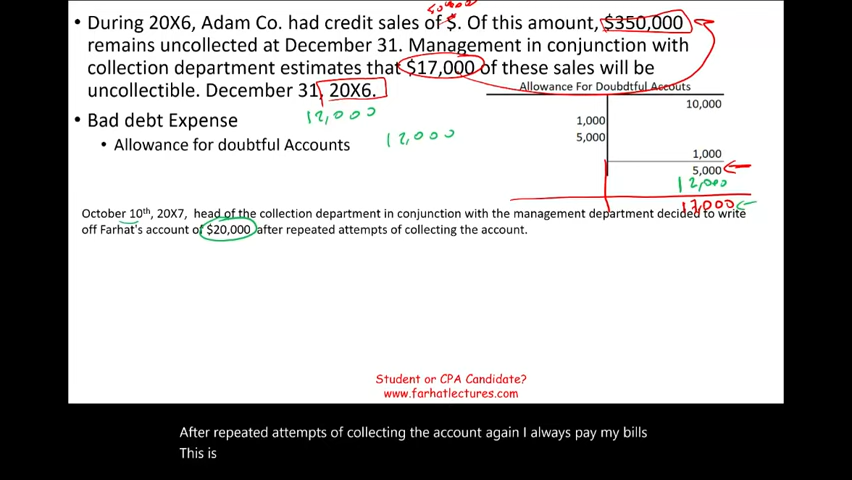 • During 20X6, Adam Co. had credit sales of $. Of this amount, $350,000
remains uncollected at December 31. Management in conjunction with
collection department estimates that $17,000 of these sales will be
uncollectible. December 31, 20X6.
Allowance For Doubdtful Accouts
10,000
12,000
• Bad debt Expense
1,000
12,000
5,000
• Allowance for doubtful Accounts
1,000
5,000
12,000
17,000
October 10th, 20X7, head of the collection department in conjunction with the management department decided to write
off Farhat's account of $20,000 after repeated attempts of collecting the account.
Student or CPA Candidate?
www.farhatlectures.com
After repeated attempts of collecting the account again I always pay my bills
This is